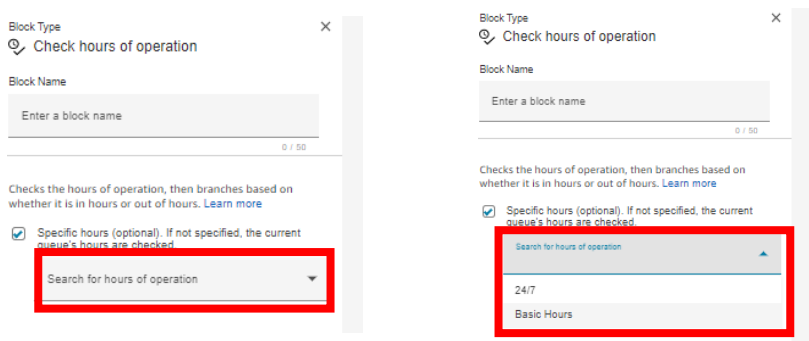 Block Type
Check hours of operation
Block Name
Enter a block name
0 / 50
Checks the hours of operation, then branches based on
whether it is in hours or out of hours. Learn more
Specific hours (optional). If not specified, the current
queue's hours are checked
Search for hours of operation
Block Type
Check hours of operation
Block Name
Enter a block name
0 / 50
Checks the hours of operation, then branches based on
whether it is in hours or out of hours. Learn more
Specific hours (optional). If not specified, the current
queue's hours are checked.
Search for hours of operation
24/7
Basic Hours